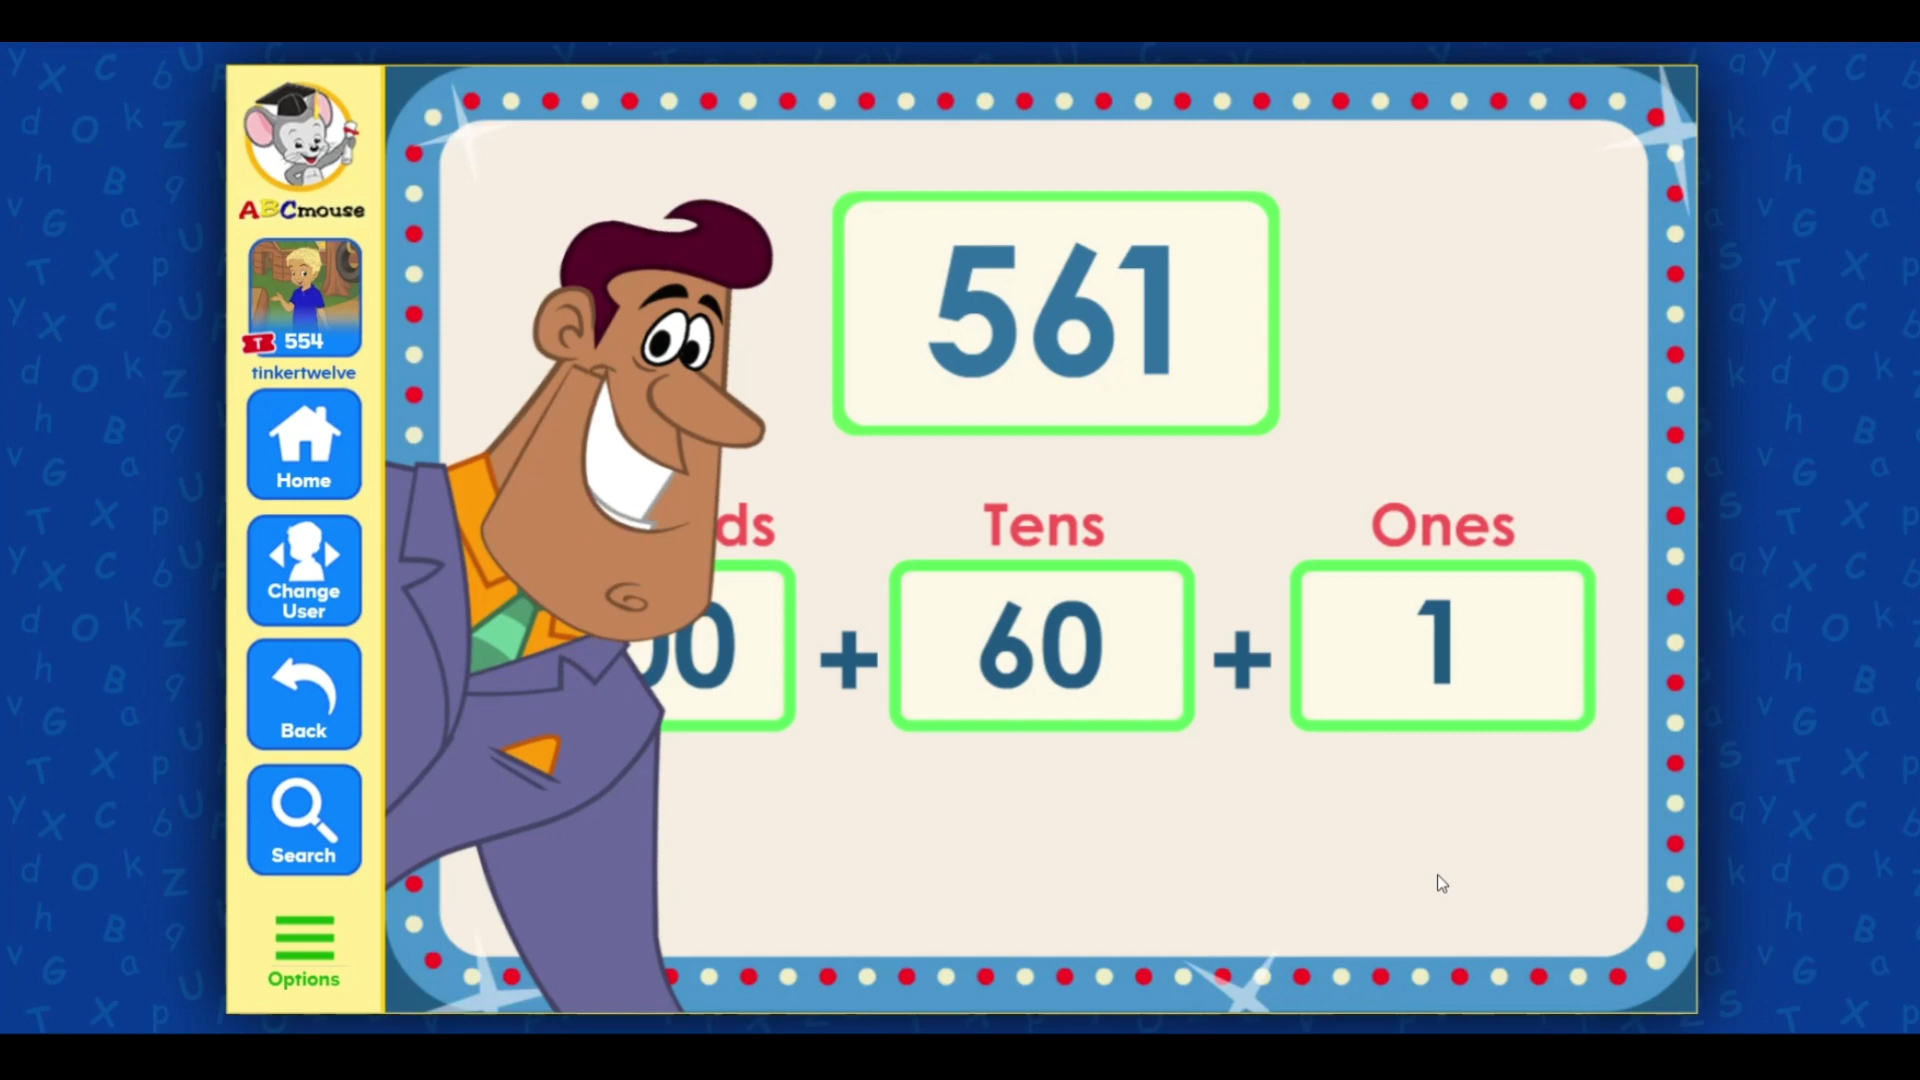 ABCmouse
T 554
tinkertwelve
Home
Change
User
Back
Search
Options
561
ds Tens Ones
00 + 60 + 1